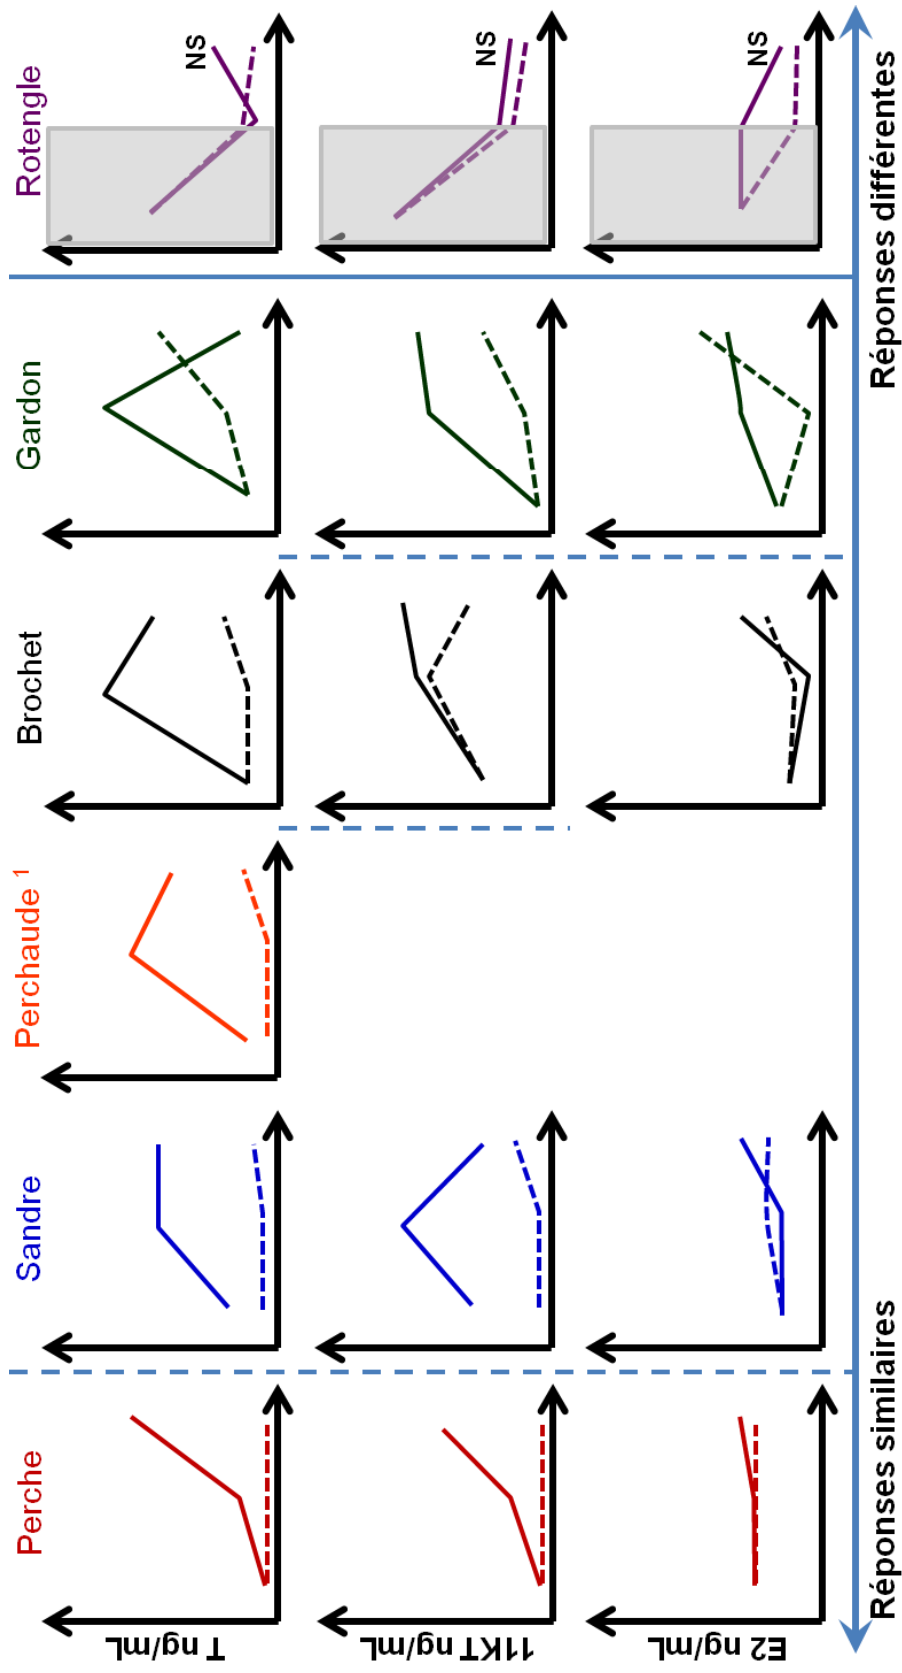 Perche
Sandre
Perchaude 1
Brochet
Gardon
Rotengle
T ng/mL
NS
11KT ng/mL
NS
E2 ng/mL
NS
Réponses similaires
Réponses différentes